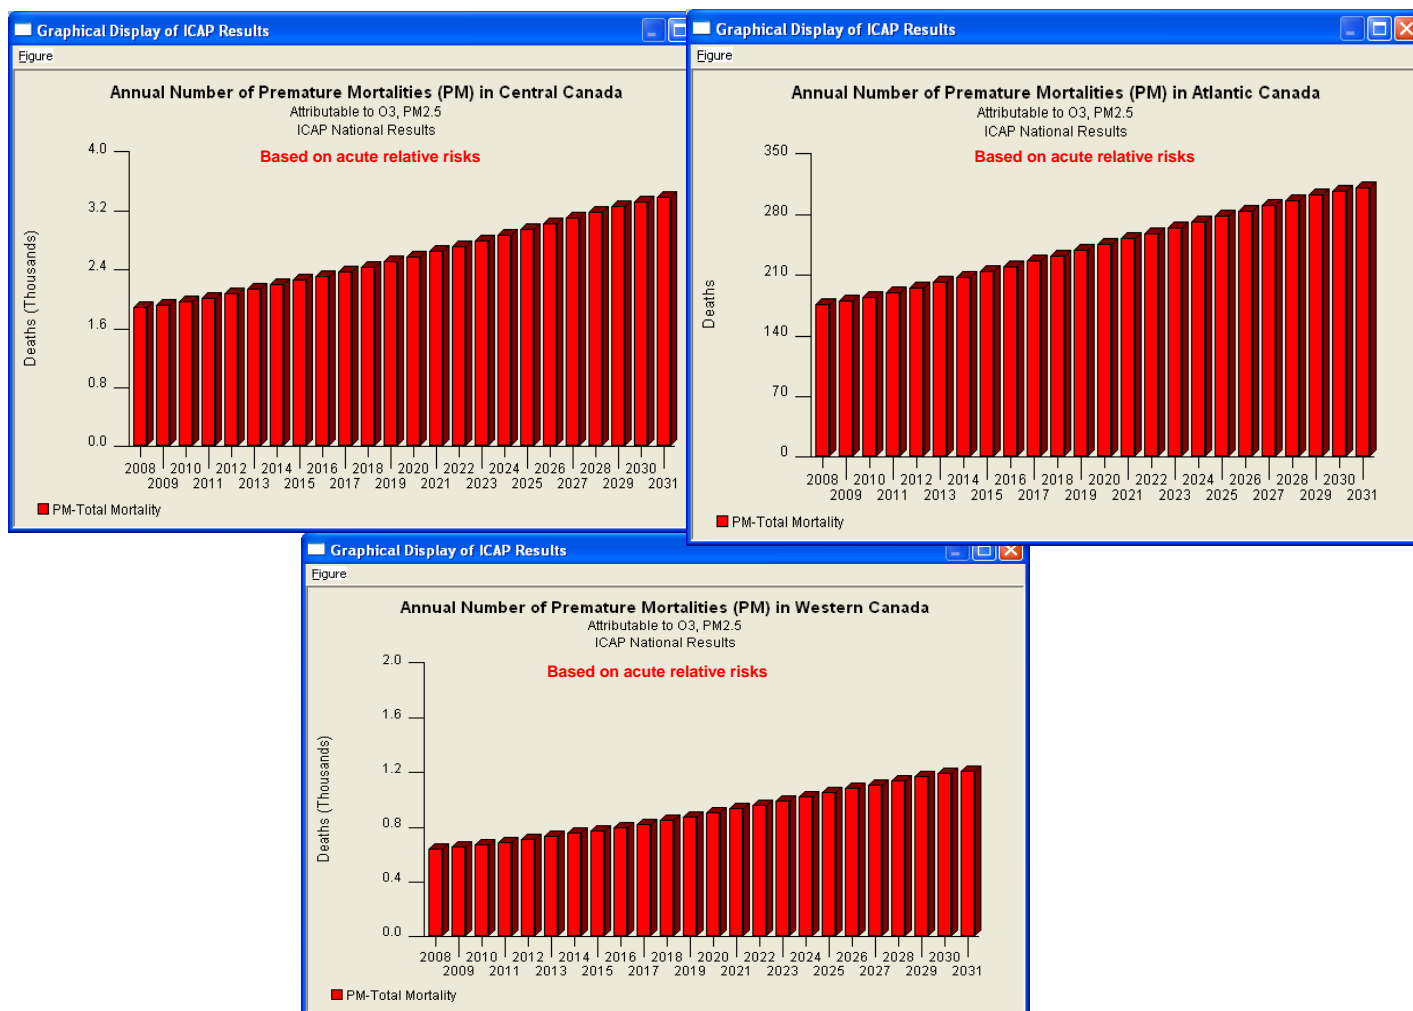 Graphical Display of ICAP Results
Figure
Annual Number of Premature Mortalities (PM) in Central Canada
Attributable to O3, PM2.5
ICAP National Results
Based on acute relative risks
Deaths (Thousands)
4.0
3.2
2.4
1.6
0.8
0.0
2008 2010 2012 2014 2016 2018 2020 2022 2024 2026 2028 2030
2009 2011 2013 2015 2017 2019 2021 2023 2025 2027 2029 2031
PM-Total Mortality
Graphical Display of ICAP Results
Figure
Annual Number of Premature Mortalities (PM) in Atlantic Canada
Attributable to O3, PM2.5
ICAP National Results
Based on acute relative risks
Deaths
350
280
210
140
70
0
2008 2010 2012 2014 2016 2018 2020 2022 2024 2026 2028 2030
2009 2011 2013 2015 2017 2019 2021 2023 2025 2027 2029 2031
PM-Total Mortality
Graphical Display of ICAP Results
Figure
Annual Number of Premature Mortalities (PM) in Western Canada
Attributable to O3, PM2.5
ICAP National Results
Based on acute relative risks
Deaths (Thousands)
2.0
1.6
1.2
0.8
0.4
0.0
2008 2010 2012 2014 2016 2018 2020 2022 2024 2026 2028 2030
2009 2011 2013 2015 2017 2019 2021 2023 2025 2027 2029 2031
PM-Total Mortality